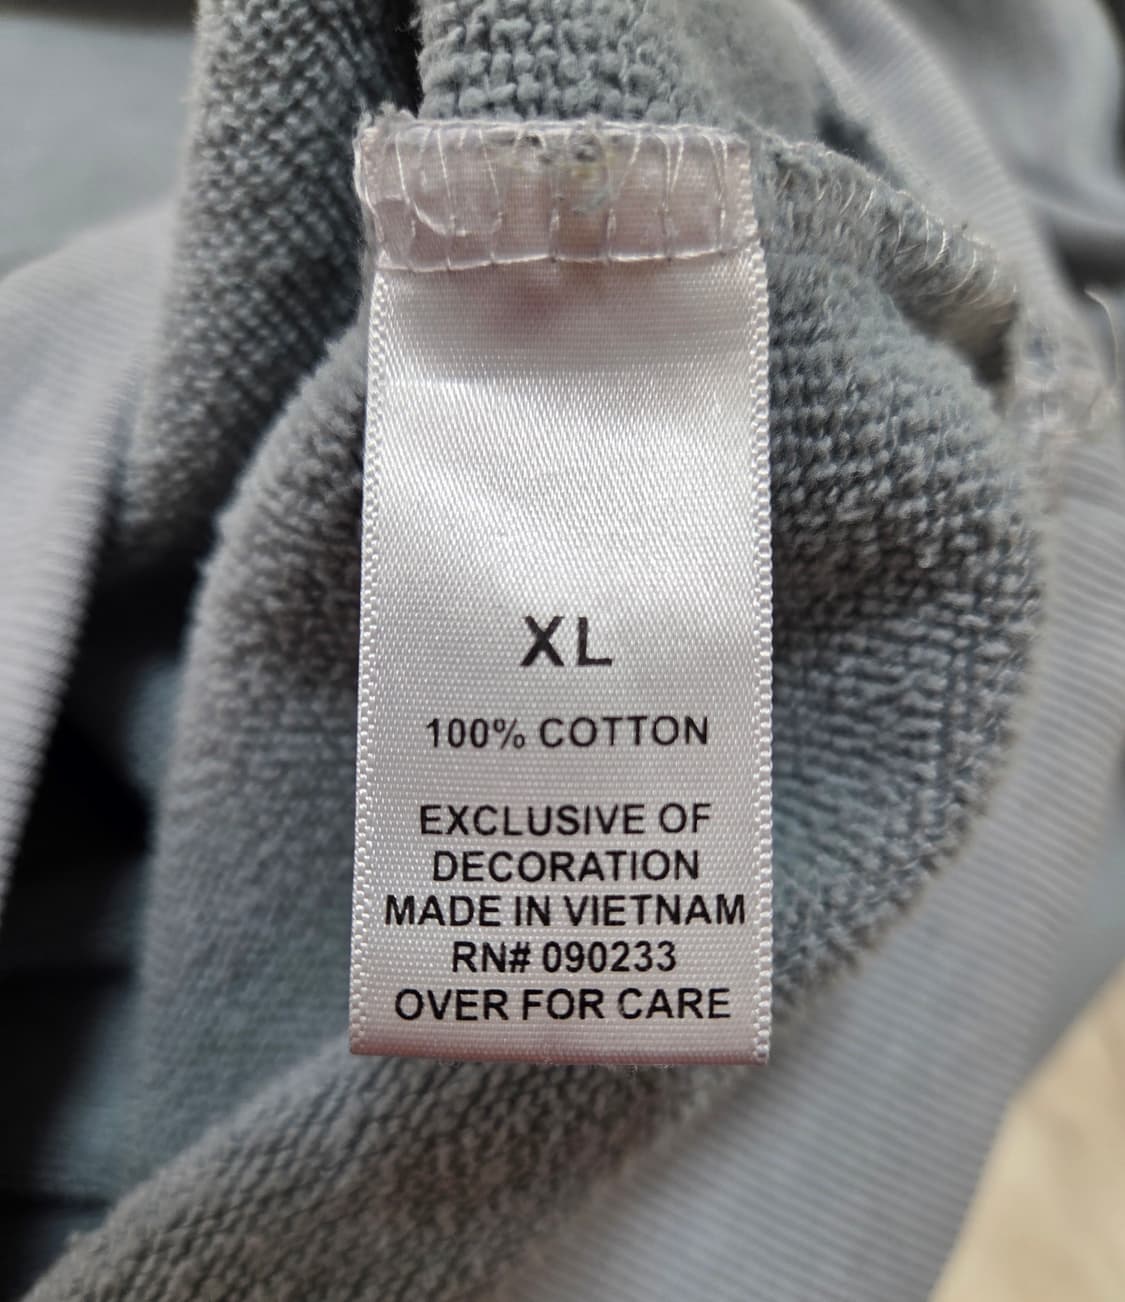 XL
100% COTTON
EXCLUSIVE OF
DECORATION
MADE IN VIETNAM
RN# 090233
OVER FOR CARE